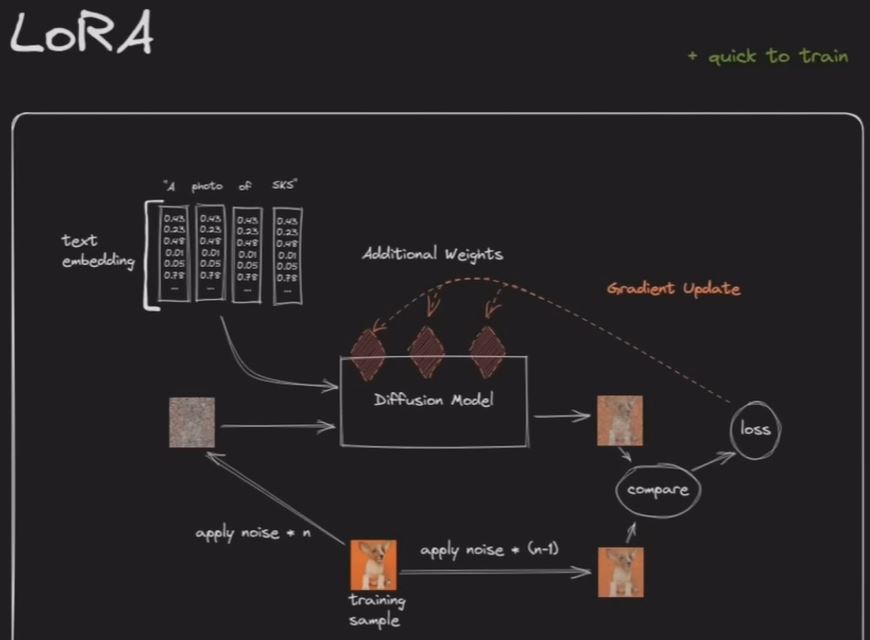 LoRA
+ quick to train
"A photo of SKS"
text
embedding
0.43 0.43 0.43 0.43
0.23 0.23 0.23 0.23
0.48 0.48 0.48 0.48
0.01 0.01 0.01 0.01
0.05 0.05 0.05 0.05
0.78 0.78 0.78 0.78
... ... ... ...
Additional Weights
Gradient Update
Diffusion Model
loss
compare
apply noise * n
apply noise * (n-1)
training
sample